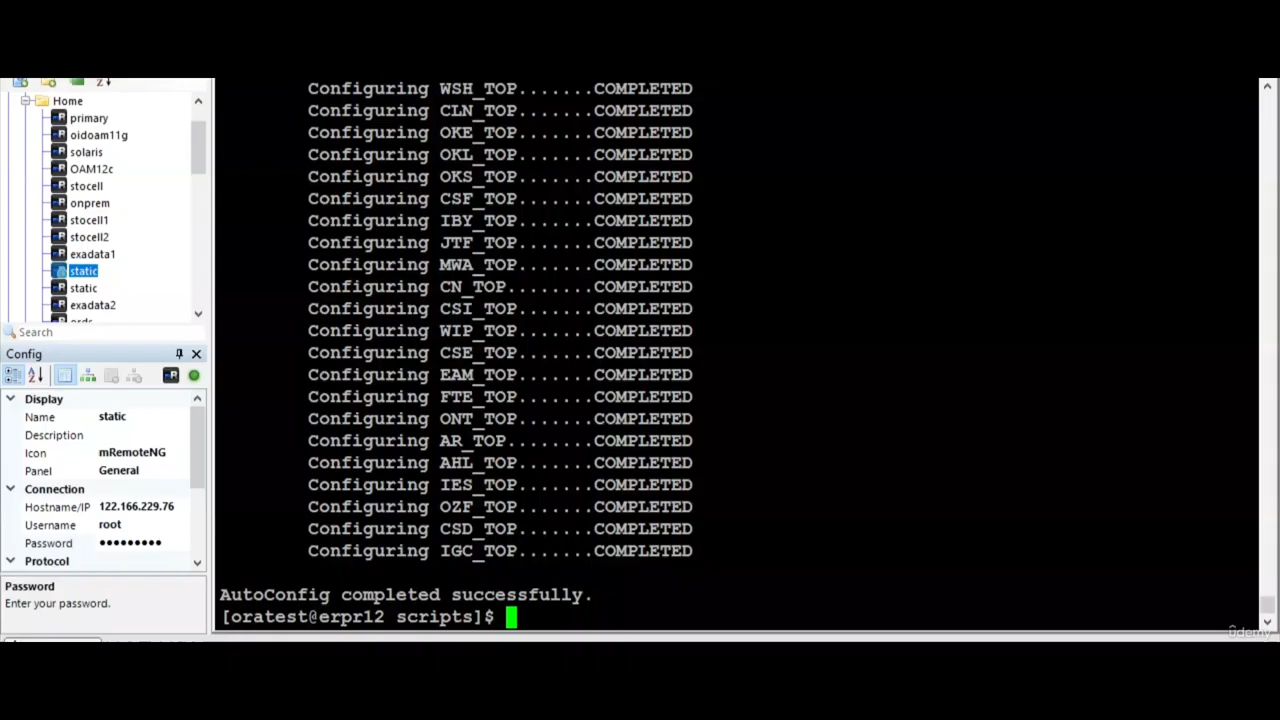 Home
primary
oidoam11g
solaris
OAM12c
stocell
onprem
stocell1
stocell2
exadata1
static
static
exadata2
Search
Config
Display
Name static
Description
Icon mRemoteNG
Panel General
Connection
Hostname/IP 122.166.229.76
Username root
Password ●●●●●●●●●
Protocol
Password
Enter your password.
Configuring WSH_TOP.......COMPLETED
Configuring CLN_TOP.......COMPLETED
Configuring OKE_TOP.......COMPLETED
Configuring OKL_TOP.......COMPLETED
Configuring OKS_TOP.......COMPLETED
Configuring CSF_TOP.......COMPLETED
Configuring IBY_TOP.......COMPLETED
Configuring JTF_TOP.......COMPLETED
Configuring MWA_TOP.......COMPLETED
Configuring CN_TOP........COMPLETED
Configuring CSI_TOP.......COMPLETED
Configuring WIP_TOP.......COMPLETED
Configuring CSE_TOP.......COMPLETED
Configuring EAM_TOP.......COMPLETED
Configuring FTE_TOP.......COMPLETED
Configuring ONT_TOP.......COMPLETED
Configuring AR_TOP........COMPLETED
Configuring AHL_TOP.......COMPLETED
Configuring IES_TOP.......COMPLETED
Configuring OZF_TOP.......COMPLETED
Configuring CSD_TOP.......COMPLETED
Configuring IGC_TOP.......COMPLETED
AutoConfig completed successfully.
[oratest@erpr12 scripts]$
ûdemy